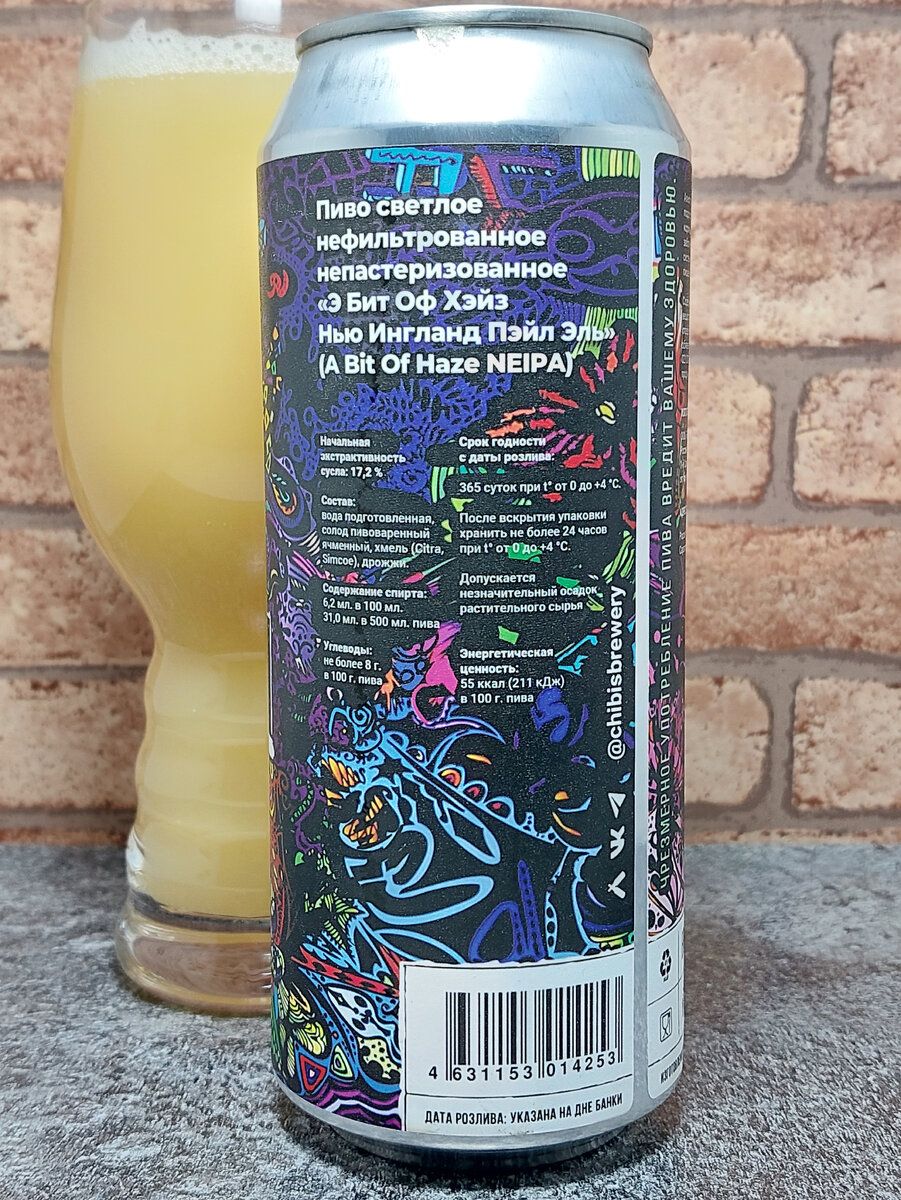 Пиво светлое
нефильтрованное
непастеризованное
«Э Бит Оф Хэйз
Нью Ингланд Пэйл Эль»
(A Bit Of Haze NEIPA)
Начальная
экстрактивность
сусла: 17,2 %
Состав:
вода подготовленная,
солод пивоваренный
ячменный, хмель (Citra,
Simcoe), дрожжи.
Содержание спирта:
6,2 мл. в 100 мл.
31,0 мл. в 500 мл. пива
Углеводы:
не более 8 г.
в 100 г. пива
Срок годности
с даты розлива:
365 суток при t° от 0 до +4 °C.
После вскрытия упаковки
хранить не более 24 часов
при t° от 0 до +4 °C.
Допускается
незначительный осадок
растительного сырья
Энергетическая
ценность:
55 ккал (211 кДж)
в 100 г. пива
@chibisbrewery
ЧРЕЗМЕРНОЕ УПОТРЕБЛЕНИЕ ПИВА ВРЕДИТ ВАШЕМУ ЗДОРОВЬЮ.
4 631153 014253
ДАТА РОЗЛИВА: УКАЗАНА НА ДНЕ БАНКИ